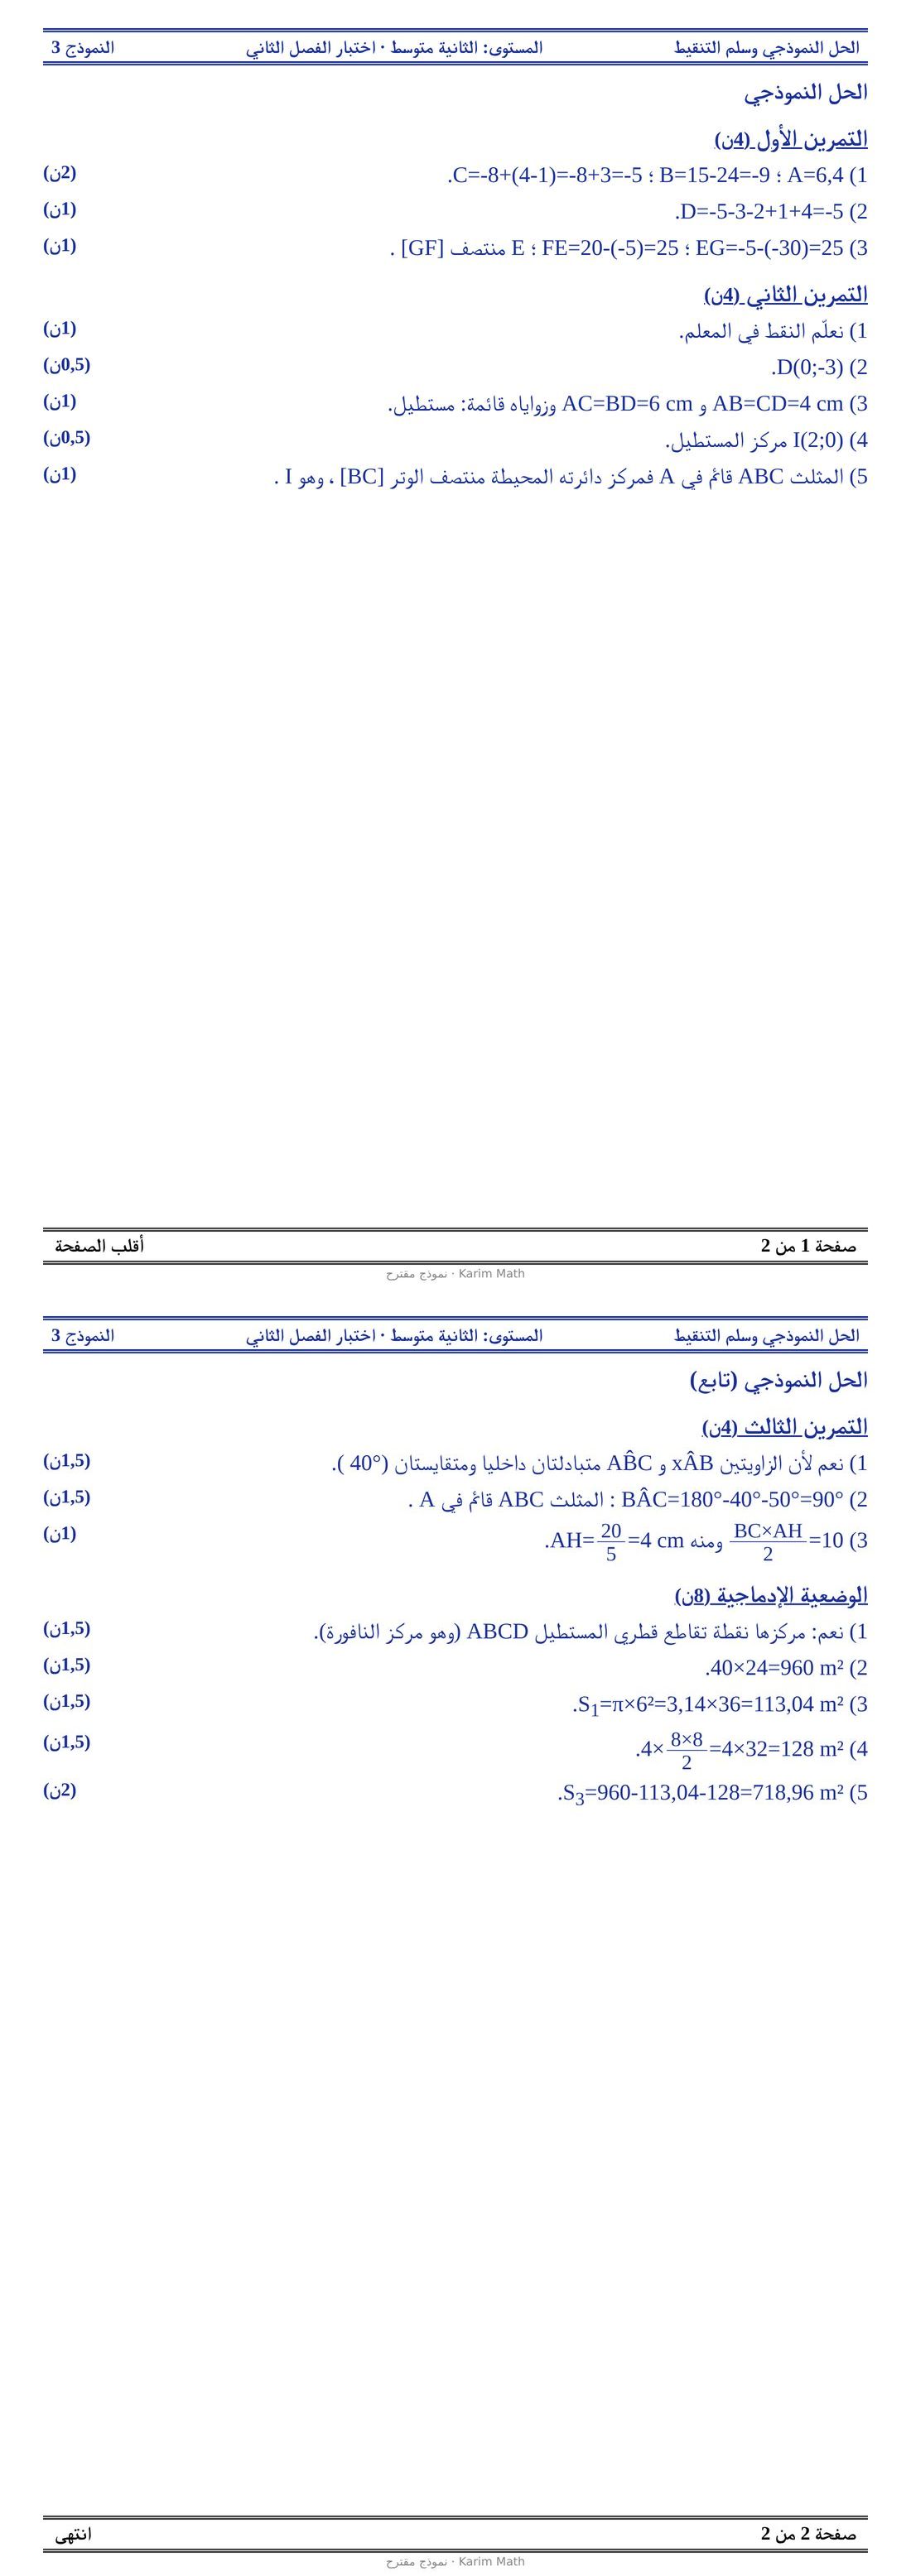 الحل النموذجي وسلم التنقيط المستوى: الثانية متوسط · اختبار الفصل الثاني النموذج 3
الحل النموذجي
التمرين الأول (4ن)
1) A=6,4 ؛ B=15-24=-9 ؛ C=-8+(4-1)=-8+3=-5. (2ن)
2) D=-5-3-2+1+4=-5. (1ن)
3) EG=-5-(-30)=25 ؛ FE=20-(-5)=25 ؛ E منتصف [GF] . (1ن)
التمرين الثاني (4ن)
1) نعلّم النقط في المعلم. (1ن)
2) D(0;-3). (0,5ن)
3) AB=CD=4 cm و AC=BD=6 cm وزواياه قائمة: مستطيل. (1ن)
4) I(2;0) مركز المستطيل. (0,5ن)
5) المثلث ABC قائم في A فمركز دائرته المحيطة منتصف الوتر [BC] ، وهو I . (1ن)
صفحة 1 من 2 أقلب الصفحة
Karim Math · نموذج مقترح
الحل النموذجي وسلم التنقيط المستوى: الثانية متوسط · اختبار الفصل الثاني النموذج 3
الحل النموذجي (تابع)
التمرين الثالث (4ن)
1) نعم لأن الزاويتين xÂB و AB̂C متبادلتان داخليا ومتقايستان (40° ). (1,5ن)
2) BÂC=180°-40°-50°=90° : المثلث ABC قائم في A . (1,5ن)
3) BC×AH/2=10 ومنه AH=20/5=4 cm. (1ن)
الوضعية الإدماجية (8ن)
1) نعم: مركزها نقطة تقاطع قطري المستطيل ABCD (وهو مركز النافورة). (1,5ن)
2) 40×24=960 m². (1,5ن)
3) S₁=π×6²=3,14×36=113,04 m². (1,5ن)
4) 4×8×8/2=4×32=128 m². (1,5ن)
5) S₃=960-113,04-128=718,96 m². (2ن)
صفحة 2 من 2 انتهى
Karim Math · نموذج مقترح